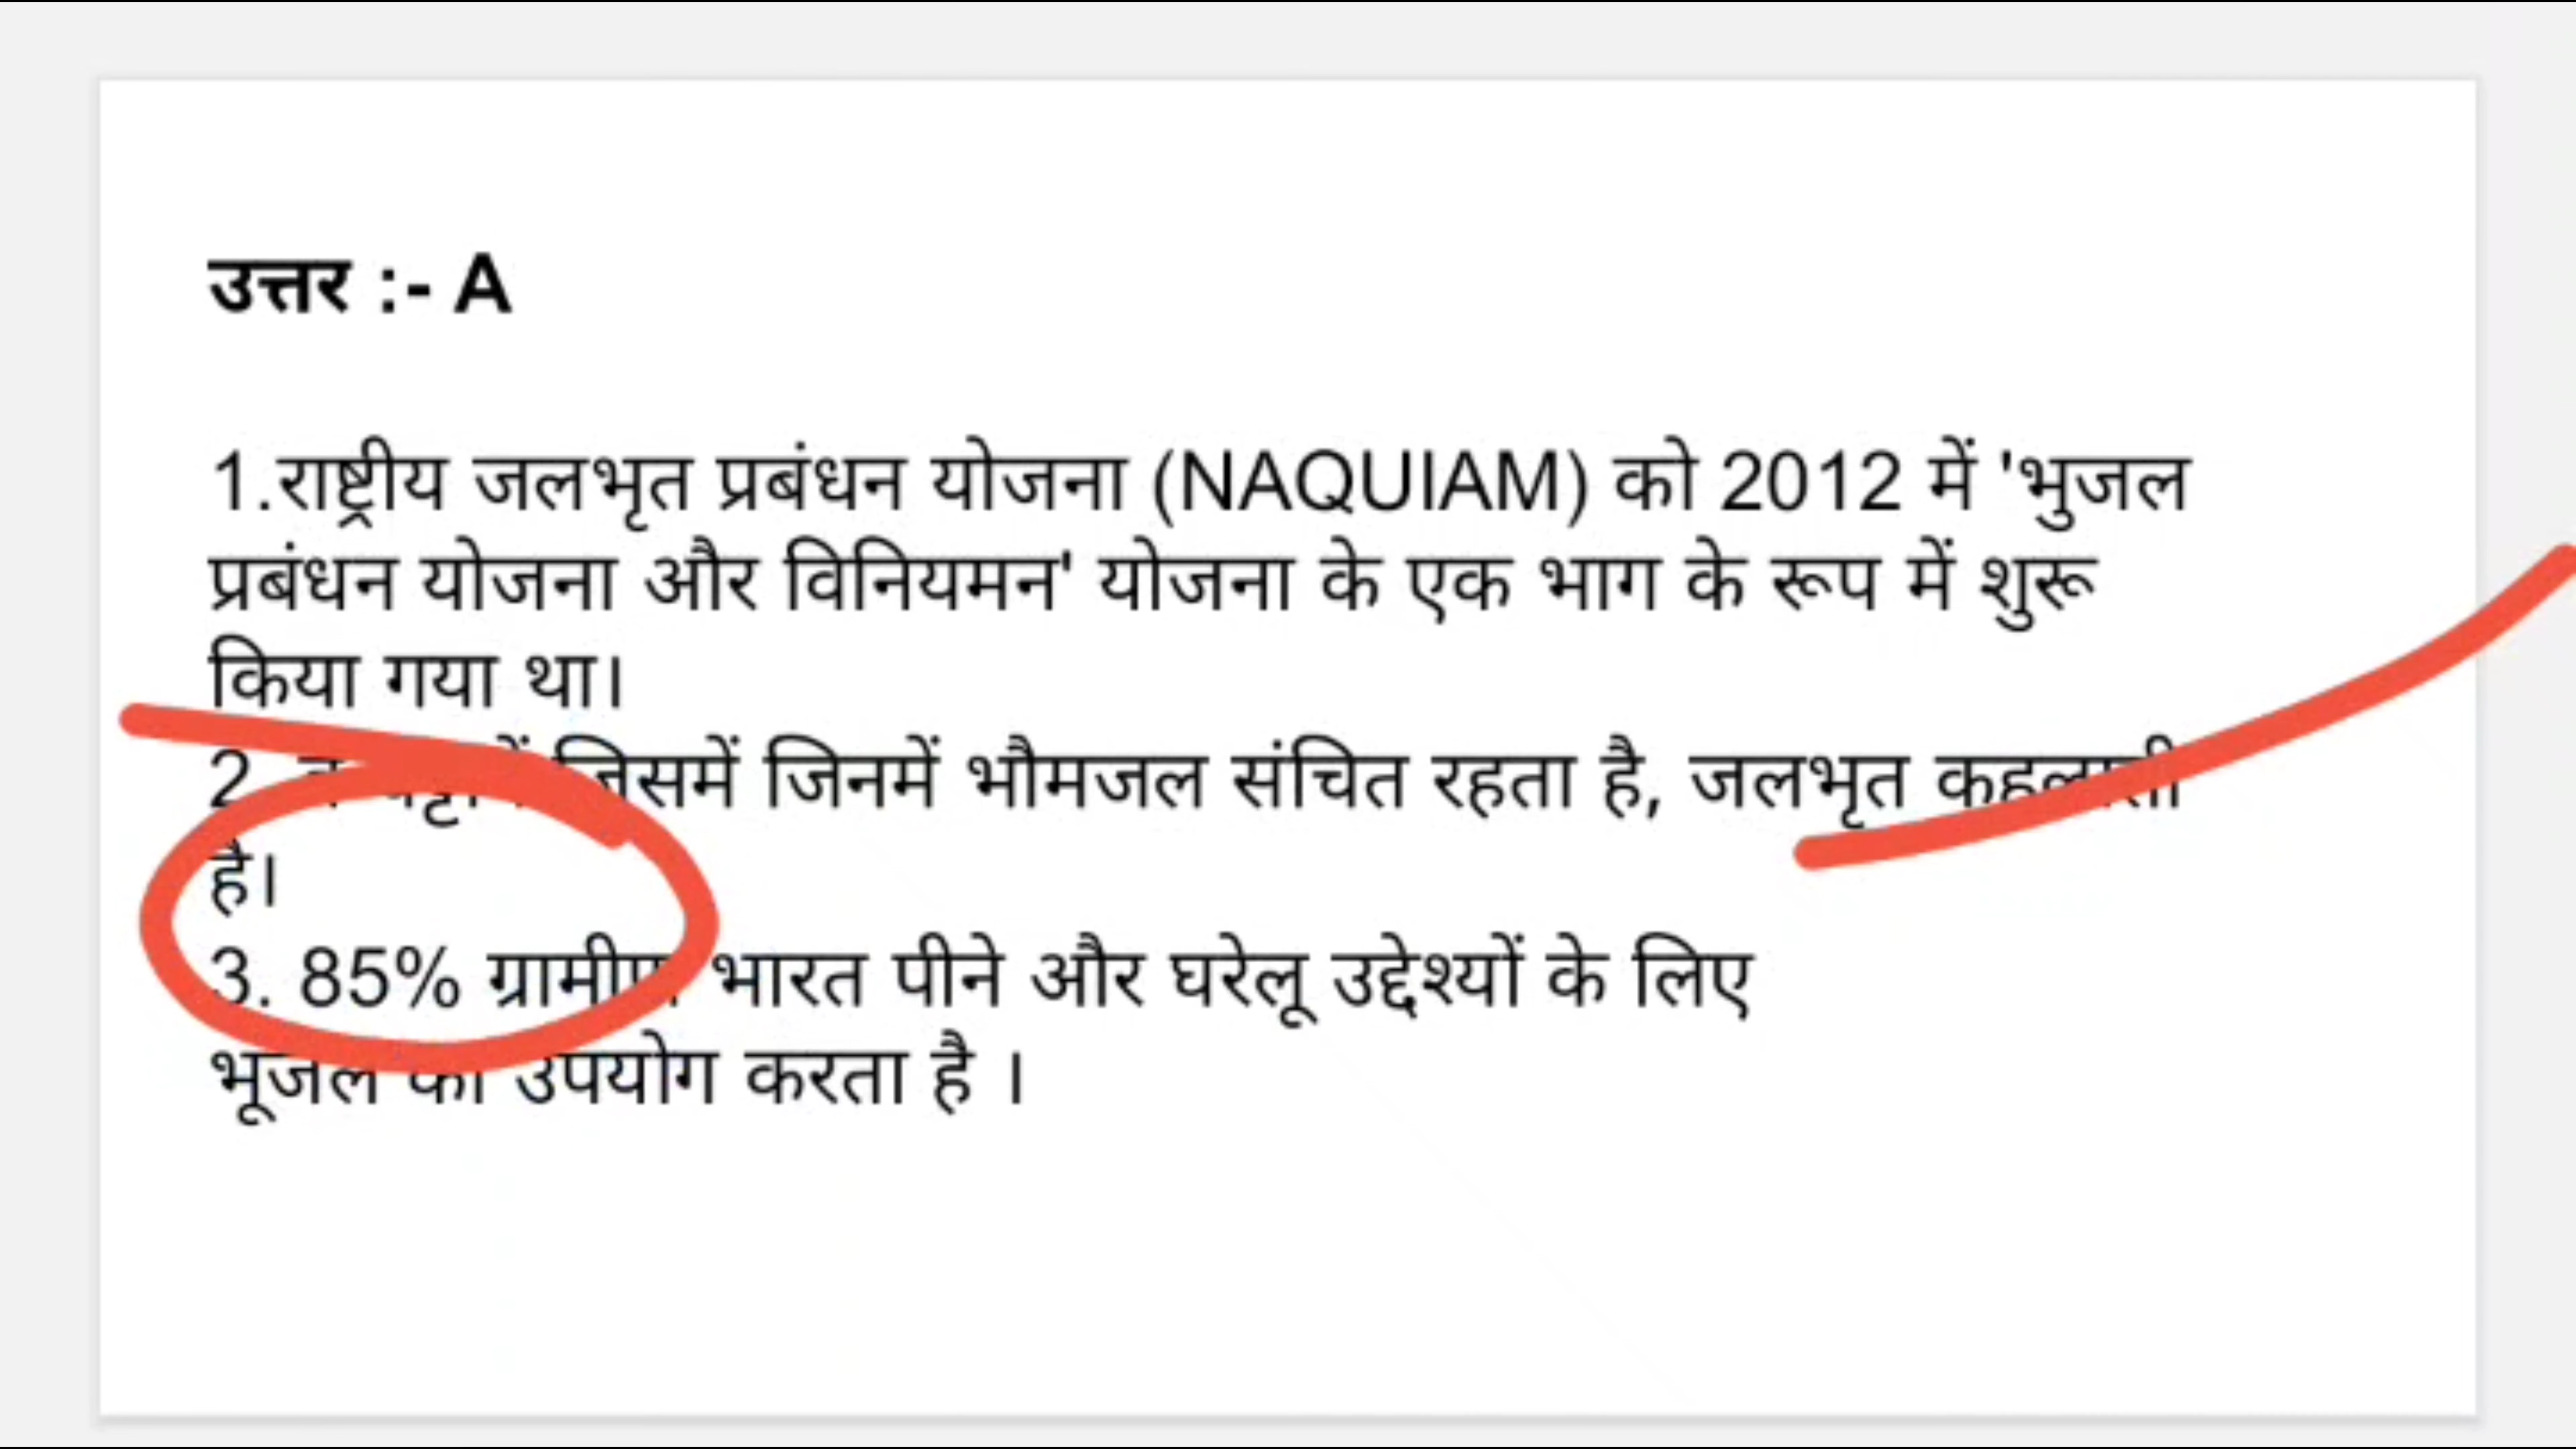 उत्तर :- A
1.राष्ट्रीय जलभृत प्रबंधन योजना (NAQUIAM) को 2012 में 'भुजल
प्रबंधन योजना और विनियमन' योजना के एक भाग के रूप में शुरू
किया गया था।
2. जिसमें जिनमें भौमजल संचित रहता है, जलभृत कहलाती
है।
3. 85% ग्रामीण भारत पीने और घरेलू उद्देश्यों के लिए
भूजल का उपयोग करता है ।